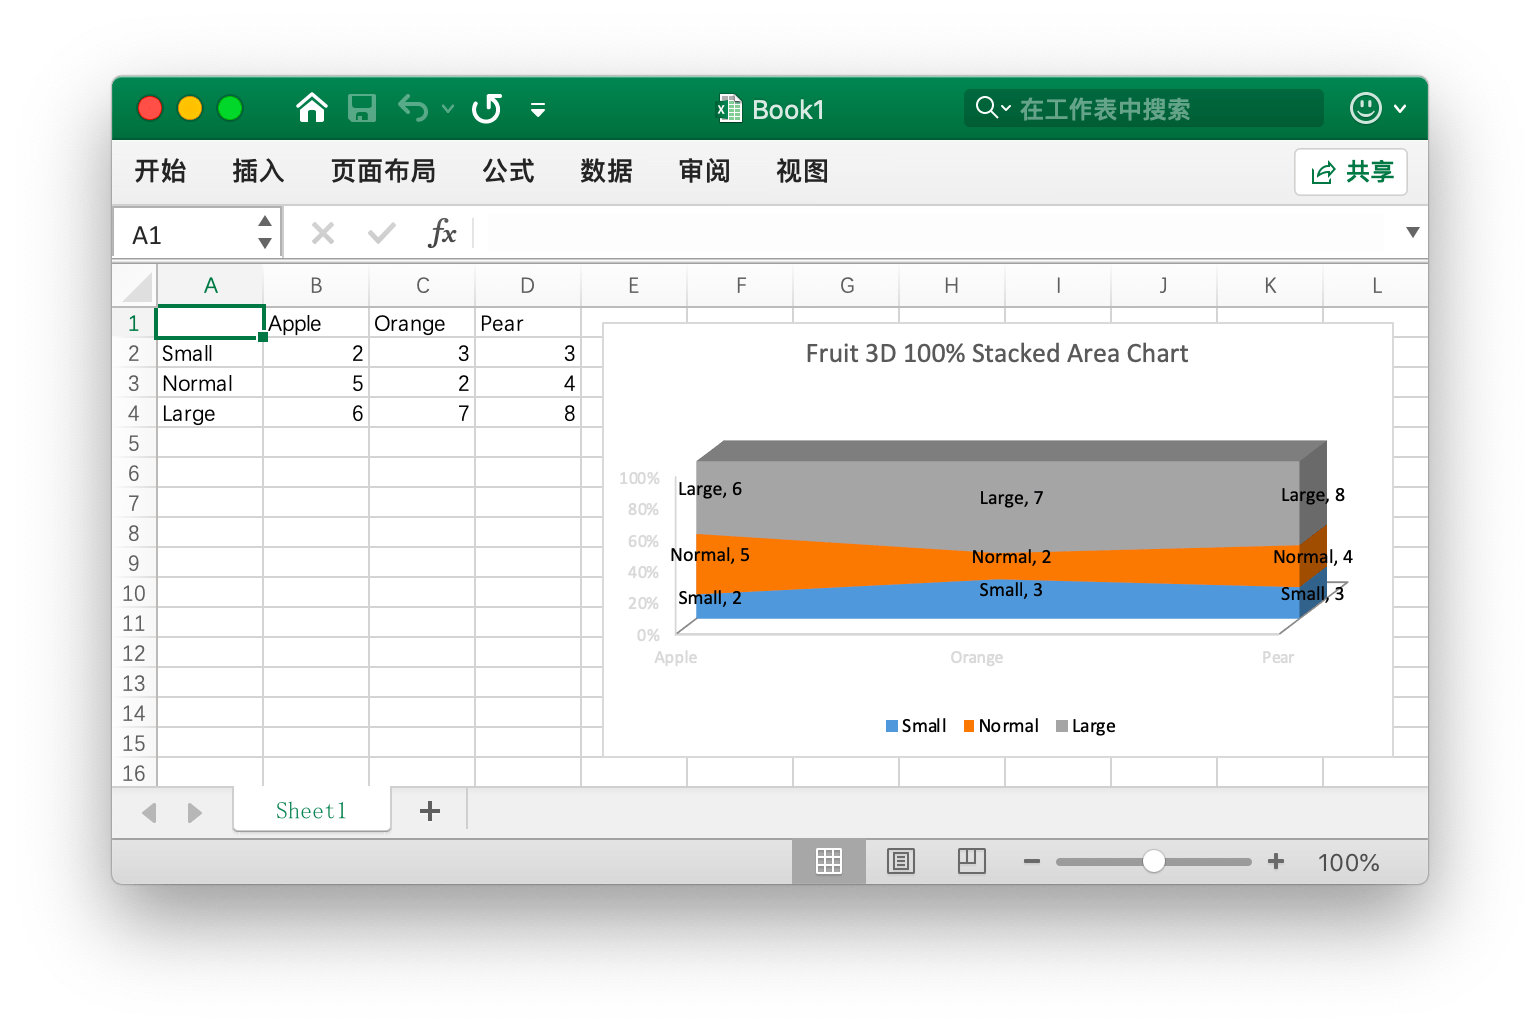 Book1
在工作表中搜索
开始 插入 页面布局 公式 数据 审阅 视图 共享
A1 fx
A B C D E F G H I J K L
1 Apple Orange Pear
2 Small 2 3 3
3 Normal 5 2 4
4 Large 6 7 8
5
6
7
8
9
10
11
12
13
14
15
16
Fruit 3D 100% Stacked Area Chart
100%
80%
60%
40%
20%
0%
Large, 6 Large, 7 Large, 8
Normal, 5 Normal, 2 Normal, 4
Small, 2 Small, 3 Small, 3
Apple Orange Pear
Small Normal Large
Sheet1
100%